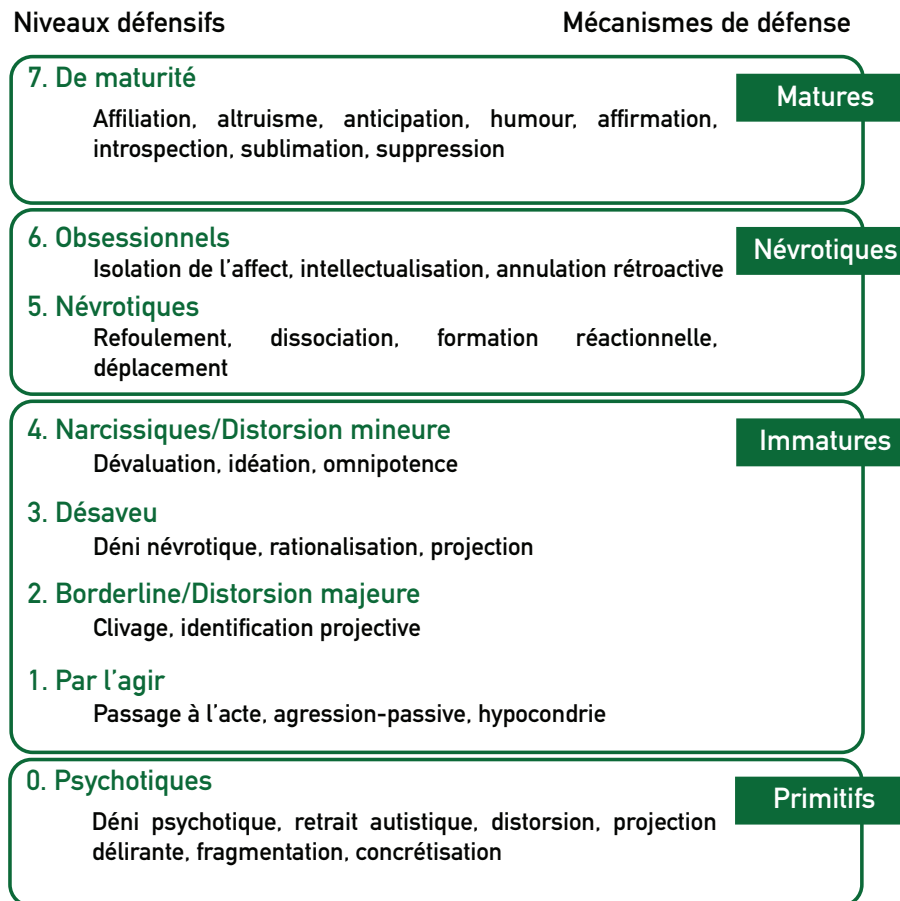 Niveaux défensifs
Mécanismes de défense
7. De maturité
Matures
Affiliation, altruisme, anticipation, humour, affirmation,
introspection, sublimation, suppression
6. Obsessionnels
Névrotiques
Isolation de l'affect, intellectualisation, annulation rétroactive
5. Névrotiques
Refoulement, dissociation, formation réactionnelle,
déplacement
4. Narcissiques/Distorsion mineure
Immatures
Dévaluation, idéation, omnipotence
3. Désaveu
Déni névrotique, rationalisation, projection
2. Borderline/Distorsion majeure
Clivage, identification projective
1. Par l'agir
Passage à l'acte, agression-passive, hypocondrie
0. Psychotiques
Primitifs
Déni psychotique, retrait autistique, distorsion, projection
délirante, fragmentation, concrétisation